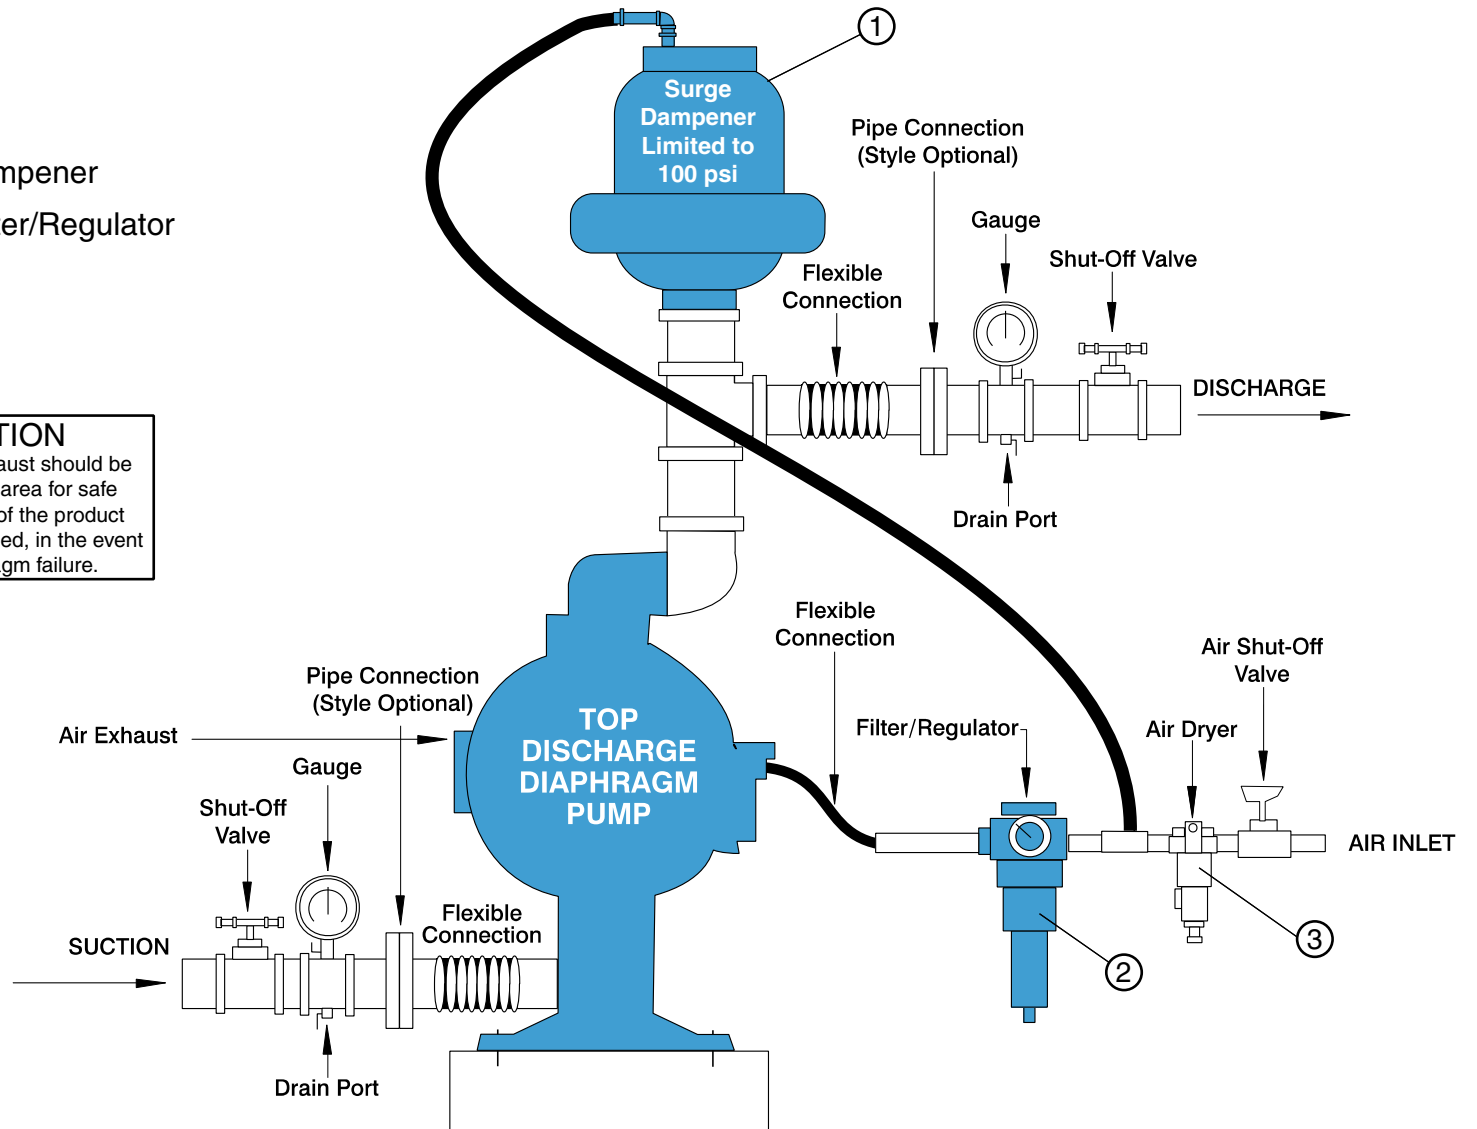 1
Surge
Dampener
Limited to
100 psi
Pipe Connection
(Style Optional)
mpener
er/Regulator
Gauge
Shut-Off Valve
Flexible
Connection
DISCHARGE
TION
aust should be
area for safe
of the product
ed, in the event
gm failure.
Drain Port
Flexible
Connection
Air Shut-Off
Valve
Pipe Connection
(Style Optional)
Air Exhaust
TOP
DISCHARGE
DIAPHRAGM
PUMP
Filter/Regulator
Air Dryer
Gauge
Shut-Off
Valve
AIR INLET
Flexible
Connection
SUCTION
3
2
Drain Port